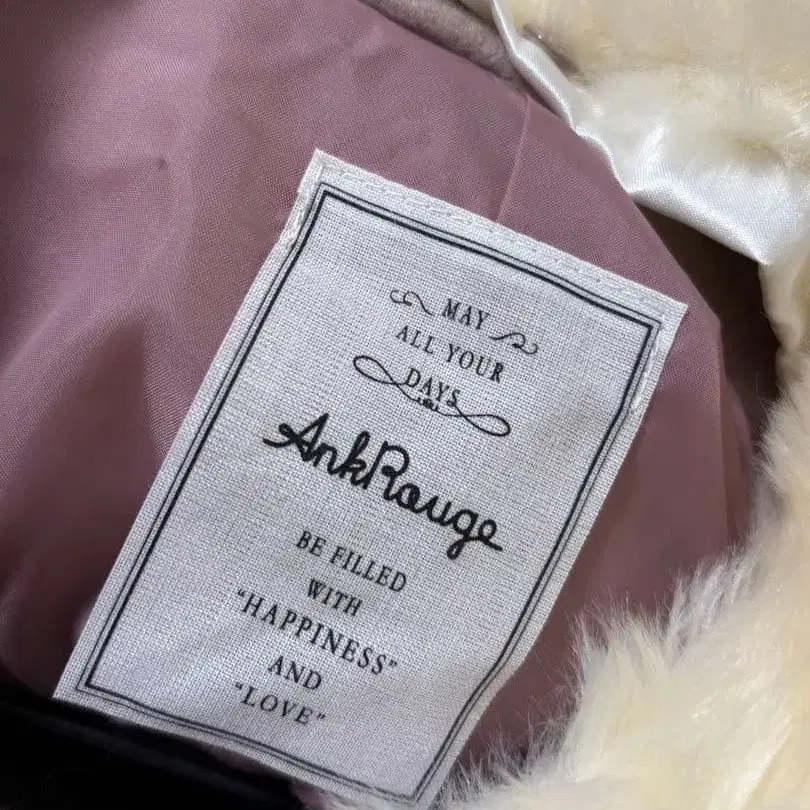 MAY
ALL YOUR
DAYS
AnkRouge
BE FILLED
WITH
"HAPPINESS"
AND
"LOVE"